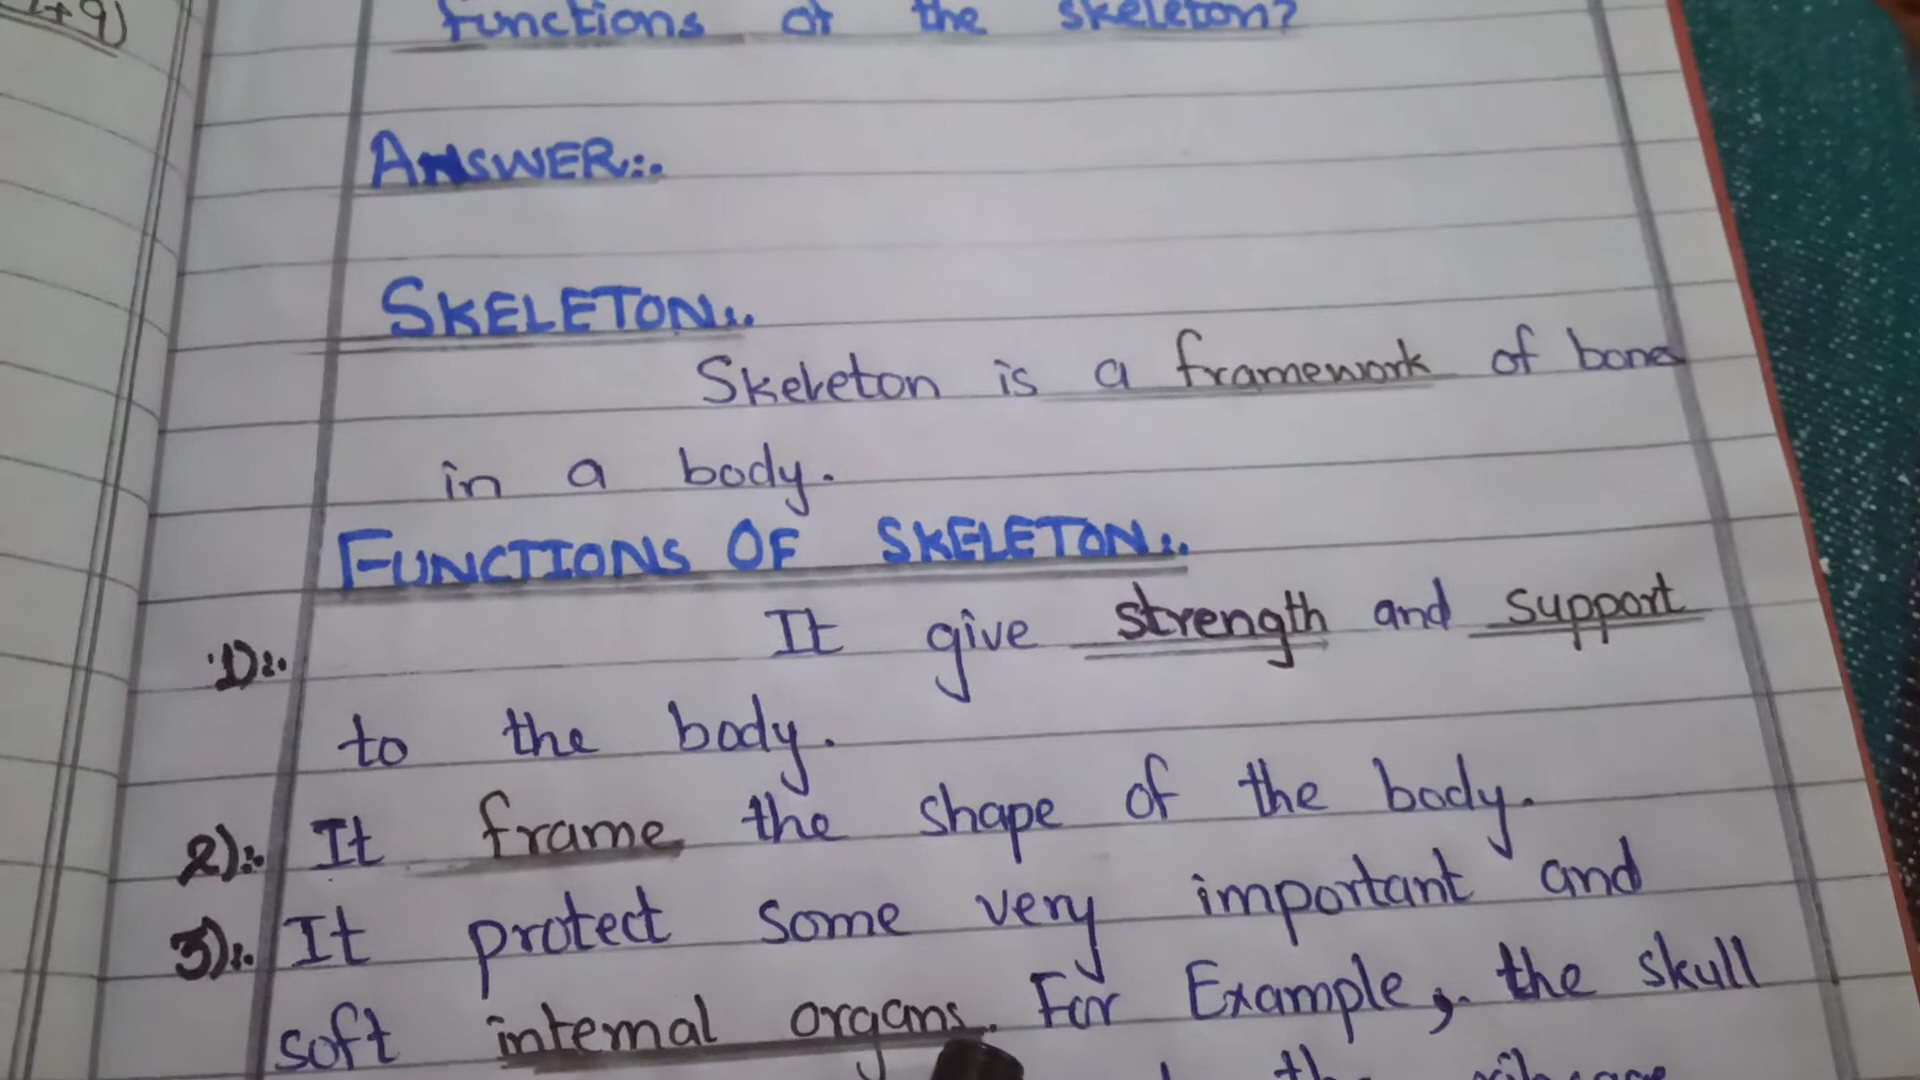 +9)
functions of the skeleton?
ANSWER:.
SKELETON:.
Skeleton is a framework of bones
in a body.
FUNCTIONS OF SKELETON:.
1):. It give strength and support
to the body.
2):. It frame the shape of the body.
3):. It protect some very important and
soft internal organs. For Example, the skull
the